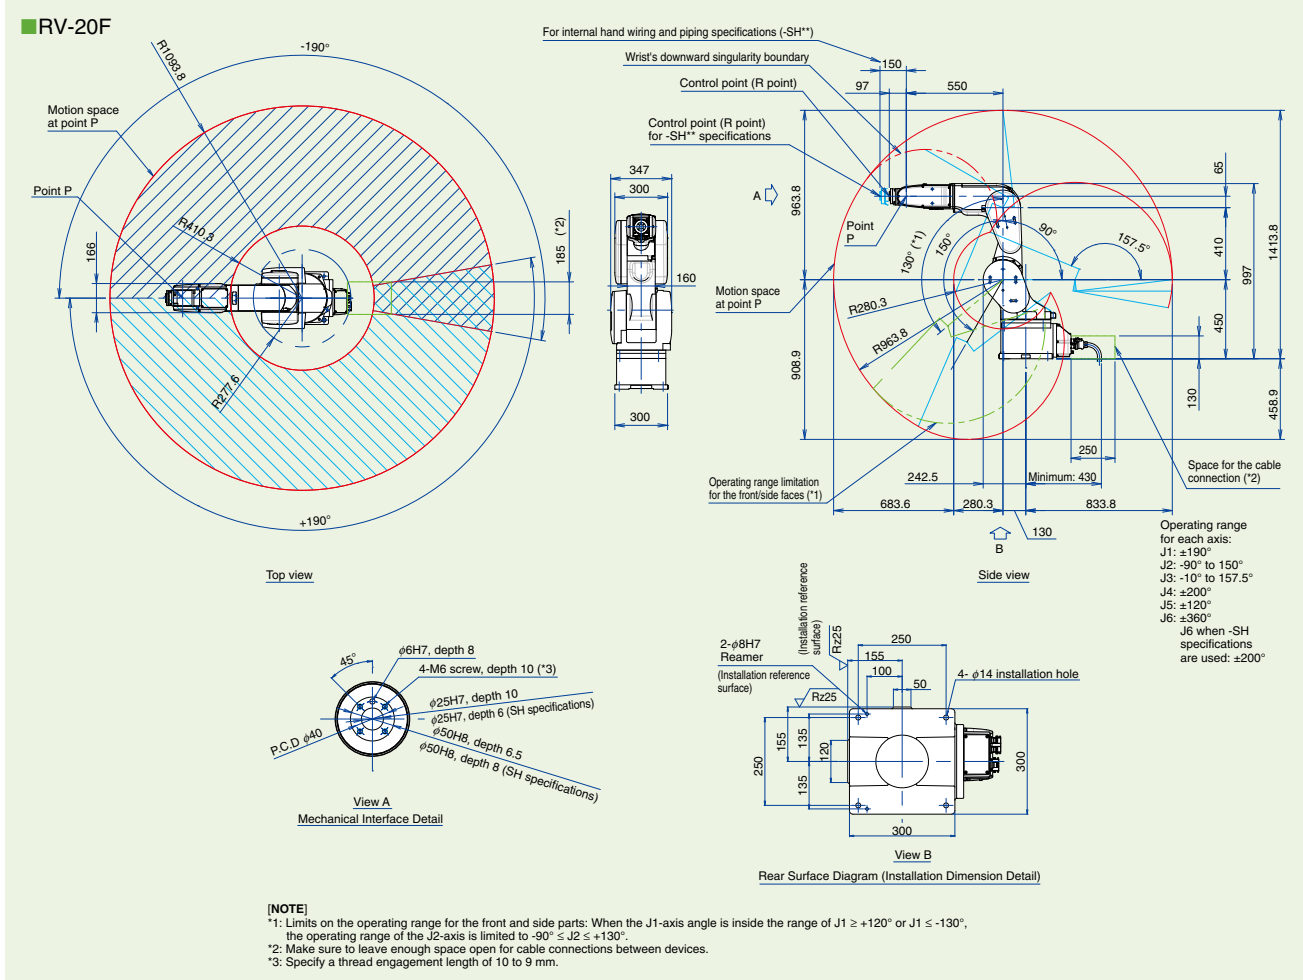 RV-20F
R1093.8
-190°
Motion space
at point P
Point P
R410.3
166
185 (*2)
R277.6
+190°
Top view
347
300
160
300
For internal hand wiring and piping specifications (-SH**)
Wrist's downward singularity boundary
150
Control point (R point)
97
550
Control point (R point)
for -SH** specifications
A
963.8
65
Point
P
130° (*1)
150°
90°
157.5°
410
1413.8
997
Motion space
at point P
R280.3
R963.8
450
908.9
130
458.9
250
Space for the cable
connection (*2)
Operating range limitation
for the front/side faces (*1)
242.5
Minimum: 430
683.6
280.3
833.8
130
B
Side view
Operating range
for each axis:
J1: ±190°
J2: -90° to 150°
J3: -10° to 157.5°
J4: ±200°
J5: ±120°
J6: ±360°
J6 when -SH
specifications
are used: ±200°
45°
ϕ6H7, depth 8
4-M6 screw, depth 10 (*3)
ϕ25H7, depth 10
ϕ25H7, depth 6 (SH specifications)
P.C.D ϕ40
ϕ50H8, depth 6.5
ϕ50H8, depth 8 (SH specifications)
View A
Mechanical Interface Detail
2-ϕ8H7
Reamer
(Installation reference
surface)
(Installation reference
surface)
Rz25
Rz25
250
155
100
50
4- ϕ14 installation hole
250
155
135
120
135
300
300
View B
Rear Surface Diagram (Installation Dimension Detail)
[NOTE]
*1: Limits on the operating range for the front and side parts: When the J1-axis angle is inside the range of J1 ≥ +120° or J1 ≤ -130°,
the operating range of the J2-axis is limited to -90° ≤ J2 ≤ +130°.
*2: Make sure to leave enough space open for cable connections between devices.
*3: Specify a thread engagement length of 10 to 9 mm.